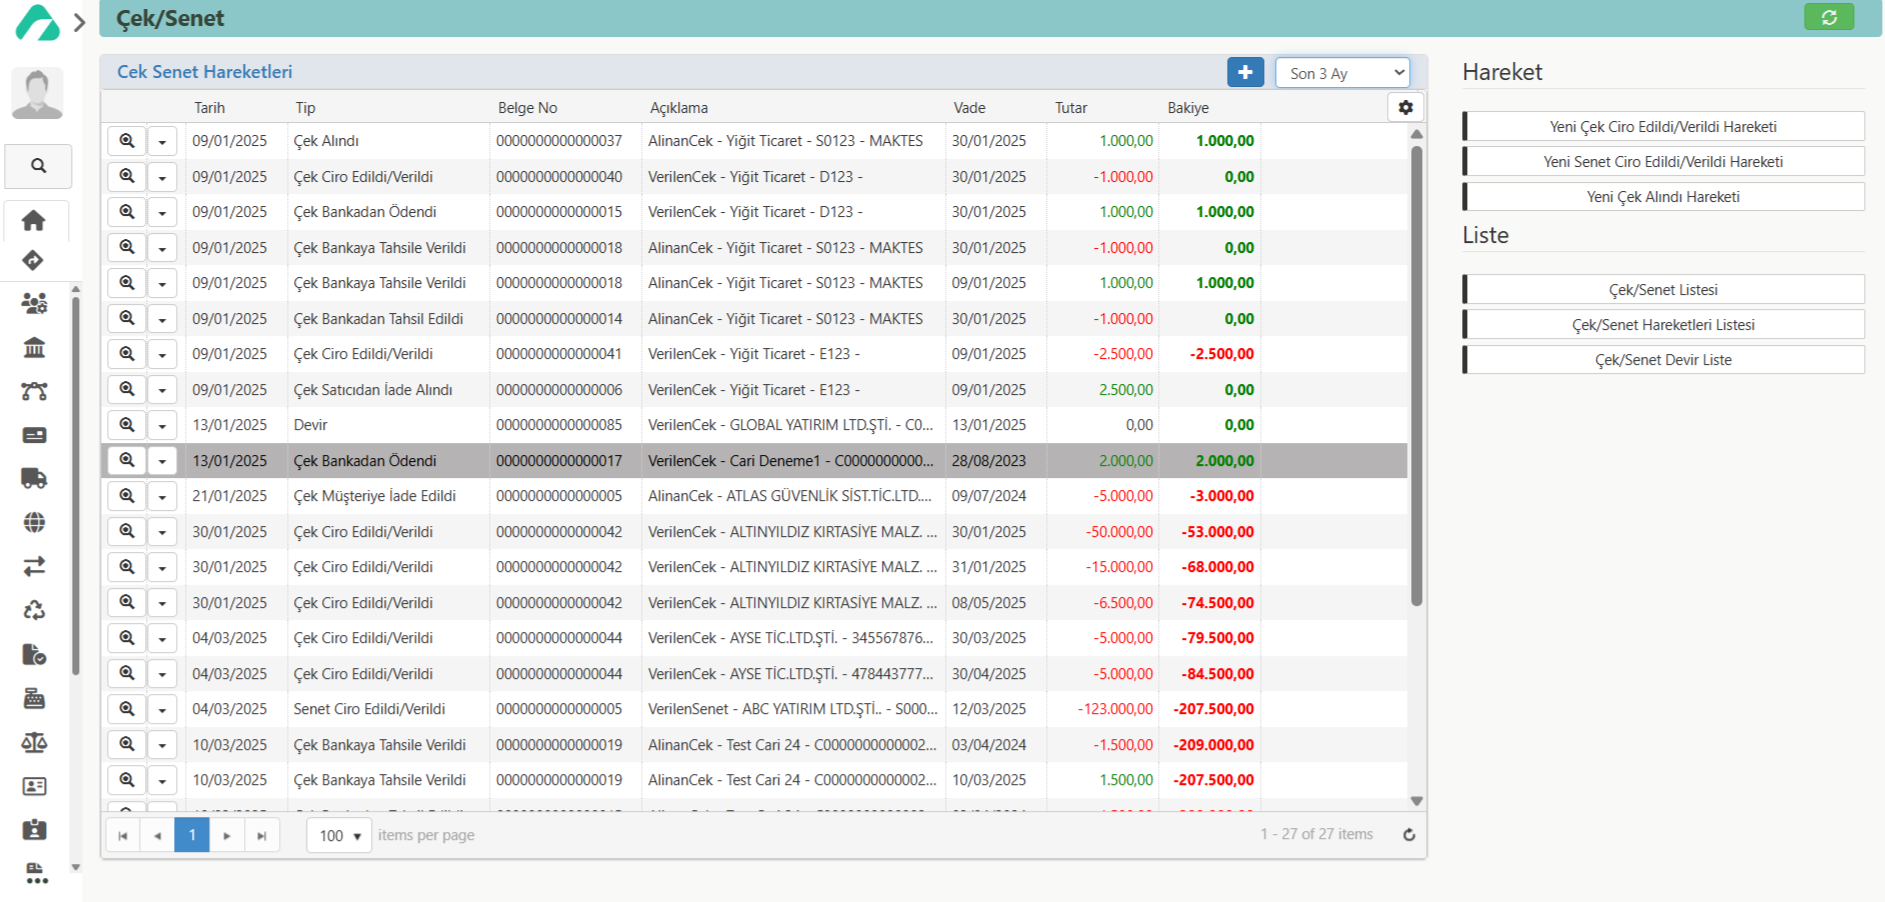 Çek/Senet
Cek Senet Hareketleri
Son 3 Ay
Tarih Tip Belge No Açıklama Vade Tutar Bakiye
09/01/2025 Çek Alındı 0000000000000037 AlinanCek - Yiğit Ticaret - S0123 - MAKTES 30/01/2025 1.000,00 1.000,00
09/01/2025 Çek Ciro Edildi/Verildi 0000000000000040 VerilenCek - Yiğit Ticaret - D123 - 30/01/2025 -1.000,00 0,00
09/01/2025 Çek Bankadan Ödendi 0000000000000015 VerilenCek - Yiğit Ticaret - D123 - 30/01/2025 1.000,00 1.000,00
09/01/2025 Çek Bankaya Tahsile Verildi 0000000000000018 AlinanCek - Yiğit Ticaret - S0123 - MAKTES 30/01/2025 -1.000,00 0,00
09/01/2025 Çek Bankaya Tahsile Verildi 0000000000000018 AlinanCek - Yiğit Ticaret - S0123 - MAKTES 09/01/2025 1.000,00 1.000,00
09/01/2025 Çek Bankadan Tahsil Edildi 0000000000000014 AlinanCek - Yiğit Ticaret - S0123 - MAKTES 30/01/2025 -1.000,00 0,00
09/01/2025 Çek Ciro Edildi/Verildi 0000000000000041 VerilenCek - Yiğit Ticaret - E123 - 09/01/2025 -2.500,00 -2.500,00
09/01/2025 Çek Satıcıdan İade Alındı 0000000000000006 VerilenCek - Yiğit Ticaret - E123 - 09/01/2025 2.500,00 0,00
13/01/2025 Devir 0000000000000085 VerilenCek - GLOBAL YATIRIM LTD.ŞTİ. - C0... 13/01/2025 0,00 0,00
13/01/2025 Çek Bankadan Ödendi 0000000000000017 VerilenCek - Cari Deneme1 - C0000000000... 28/08/2023 2.000,00 2.000,00
21/01/2025 Çek Müşteriye İade Edildi 0000000000000005 AlinanCek - ATLAS GÜVENLİK SİST.TİC.LTD.... 09/07/2024 -5.000,00 -3.000,00
30/01/2025 Çek Ciro Edildi/Verildi 0000000000000042 VerilenCek - ALTINYILDIZ KIRTASİYE MALZ. ... 30/01/2025 -50.000,00 -53.000,00
30/01/2025 Çek Ciro Edildi/Verildi 0000000000000042 VerilenCek - ALTINYILDIZ KIRTASİYE MALZ. ... 31/01/2025 -15.000,00 -68.000,00
30/01/2025 Çek Ciro Edildi/Verildi 0000000000000042 VerilenCek - ALTINYILDIZ KIRTASİYE MALZ. ... 08/05/2025 -6.500,00 -74.500,00
04/03/2025 Çek Ciro Edildi/Verildi 0000000000000044 VerilenCek - AYSE TİC.LTD.ŞTİ. - 345567876... 30/03/2025 -5.000,00 -79.500,00
04/03/2025 Çek Ciro Edildi/Verildi 0000000000000044 VerilenCek - AYSE TİC.LTD.ŞTİ. - 478443777... 30/04/2025 -5.000,00 -84.500,00
04/03/2025 Senet Ciro Edildi/Verildi 0000000000000005 VerilenSenet - ABC YATIRIM LTD.ŞTİ.. - S000... 12/03/2025 -123.000,00 -207.500,00
10/03/2025 Çek Bankaya Tahsile Verildi 0000000000000019 AlinanCek - Test Cari 24 - C0000000000002... 03/04/2024 -1.500,00 -209.000,00
10/03/2025 Çek Bankaya Tahsile Verildi 0000000000000019 AlinanCek - Test Cari 24 - C0000000000002... 10/03/2025 1.500,00 -207.500,00
1 100 items per page 1 - 27 of 27 items
Hareket
Yeni Çek Ciro Edildi/Verildi Hareketi
Yeni Senet Ciro Edildi/Verildi Hareketi
Yeni Çek Alındı Hareketi
Liste
Çek/Senet Listesi
Çek/Senet Hareketleri Listesi
Çek/Senet Devir Liste